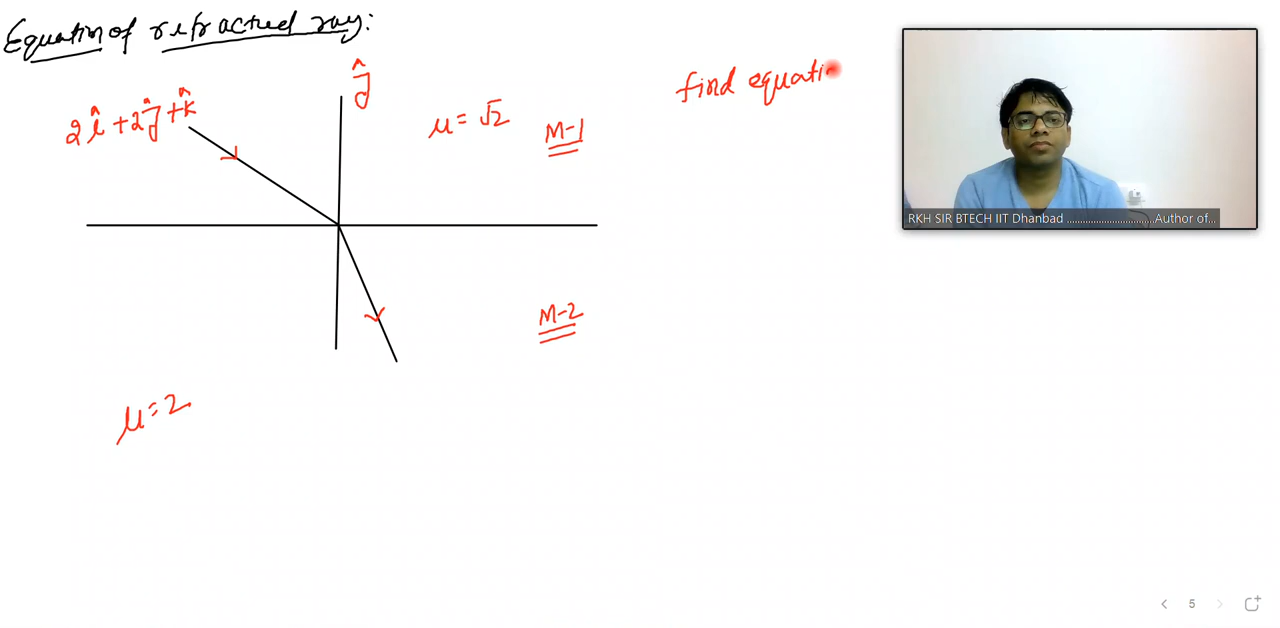 Equation of refracted ray:
ĵ
find equati
2î + 2ĵ + k̂
μ = √2
M-1
RKH SIR BTECH IIT Dhanbad ...................................Author of...
M-2
μ = 2
5